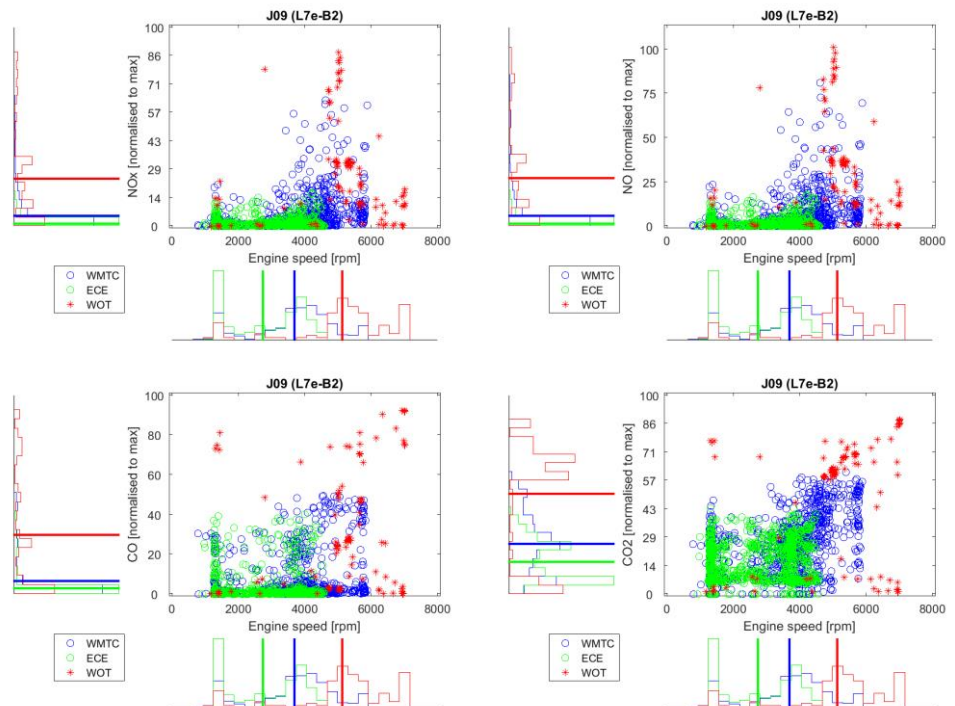 J09 (L7e-B2)
100
86
71
57
43
29
14
0
NOx [normalised to max]
0 2000 4000 6000 8000
Engine speed [rpm]
WMTC
ECE
WOT
J09 (L7e-B2)
100
75
50
25
0
NO [normalised to max]
0 2000 4000 6000 8000
Engine speed [rpm]
WMTC
ECE
WOT
J09 (L7e-B2)
100
80
60
40
20
0
CO [normalised to max]
0 2000 4000 6000 8000
Engine speed [rpm]
WMTC
ECE
WOT
J09 (L7e-B2)
100
86
71
57
43
29
14
0
CO2 [normalised to max]
0 2000 4000 6000 8000
Engine speed [rpm]
WMTC
ECE
WOT